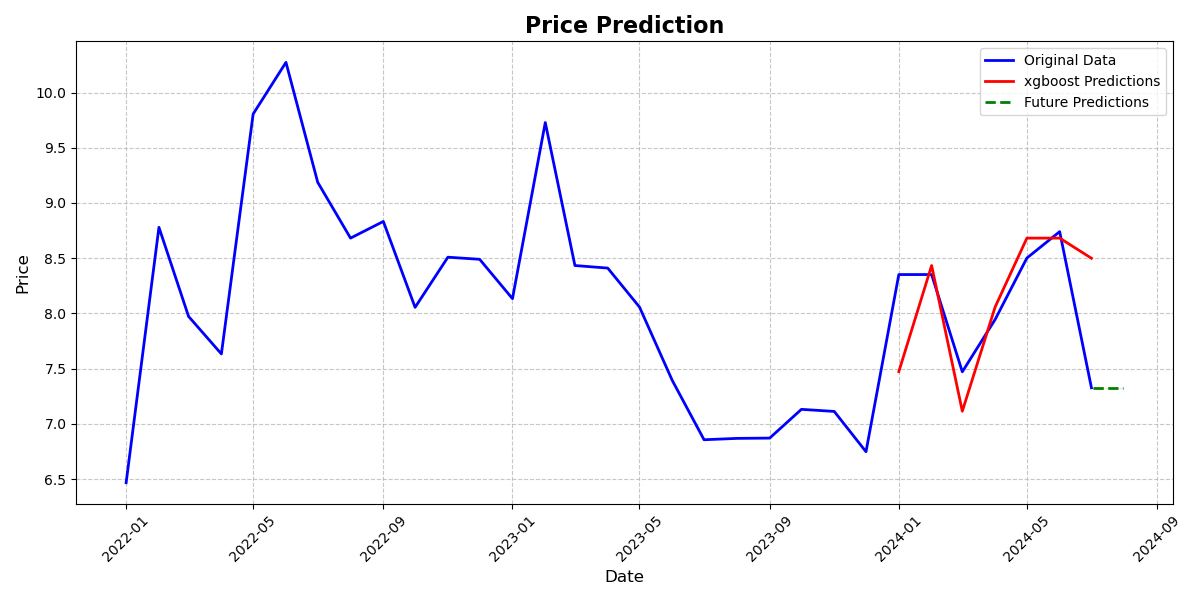 Price Prediction
Original Data
xgboost Predictions
Future Predictions
Price
10.0
9.5
9.0
8.5
8.0
7.5
7.0
6.5
2022-01
2022-05
2022-09
2023-01
2023-05
2023-09
2024-01
2024-05
2024-09
Date